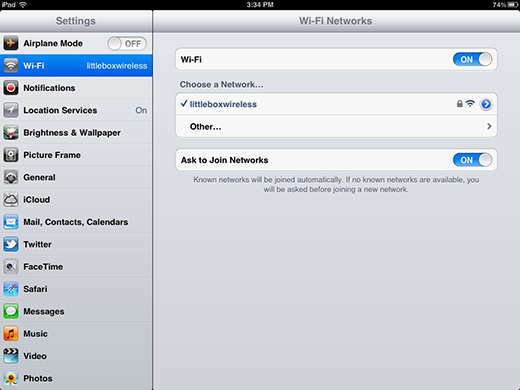 iPad
3:34 PM
74%
Settings
Airplane Mode OFF
Wi-Fi littleboxwireless
Notifications
Location Services On
Brightness & Wallpaper
Picture Frame
General
iCloud
Mail, Contacts, Calendars
Twitter
FaceTime
Safari
Messages
Music
Video
Photos
Wi-Fi Networks
Wi-Fi ON
Choose a Network...
littleboxwireless
Other...
Ask to Join Networks ON
Known networks will be joined automatically. If no known networks are available, you
will be asked before joining a new network.